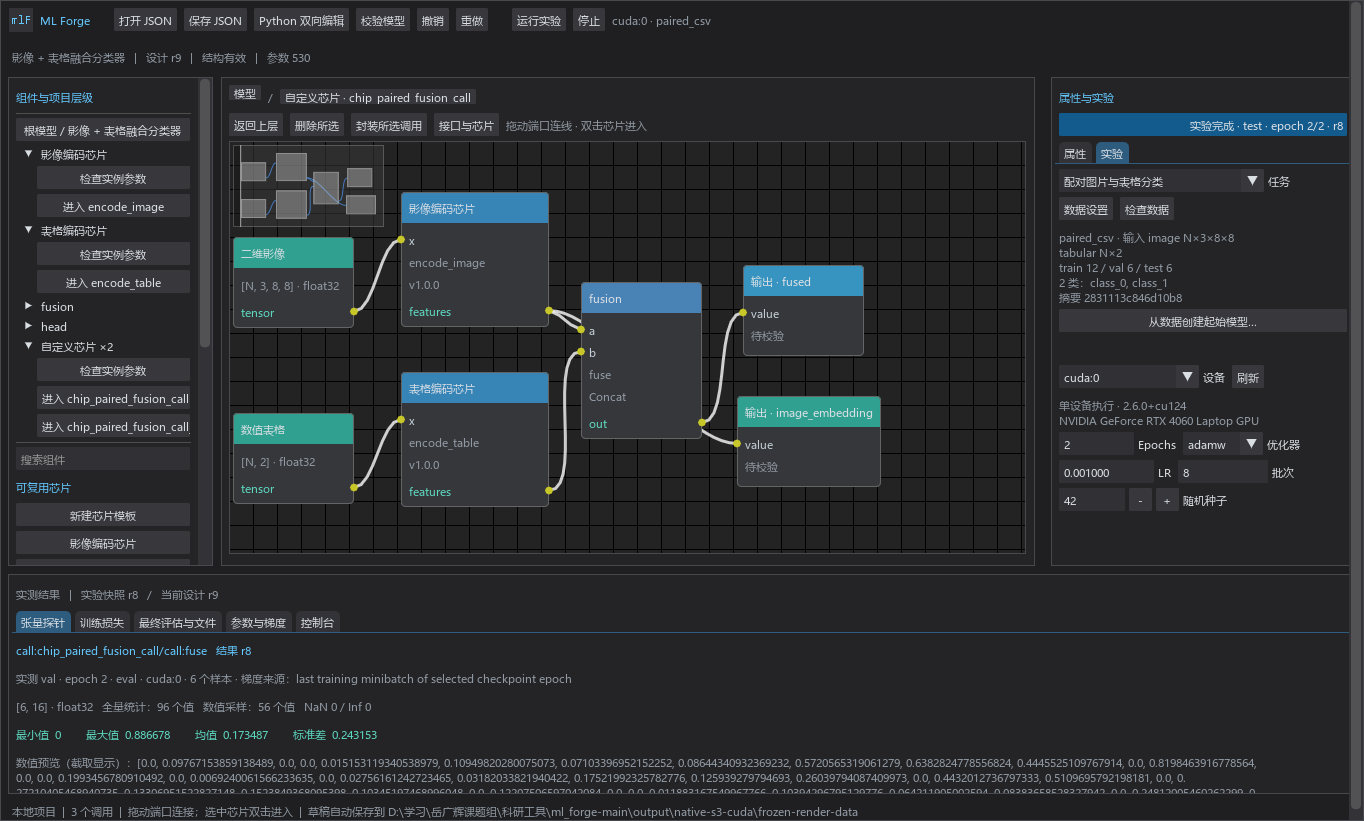 mlF ML Forge 打开 JSON 保存 JSON Python 双向编辑 校验模型 撤销 重做 运行实验 停止 cuda:0 · paired_csv
影像 + 表格融合分类器 | 设计 r9 | 结构有效 | 参数 530
组件与项目层级
根模型 / 影像 + 表格融合分类器
影像编码芯片
检查实例参数
进入 encode_image
表格编码芯片
检查实例参数
进入 encode_table
fusion
head
自定义芯片 ×2
检查实例参数
进入 chip_paired_fusion_call
进入 chip_paired_fusion_call
搜索组件
可复用芯片
新建芯片模板
影像编码芯片
模型 / 自定义芯片 · chip_paired_fusion_call
返回上层 删除所选 封装所选调用 接口与芯片 拖动端口连线 · 双击芯片进入
二维影像
[N, 3, 8, 8] · float32
tensor
数值表格
[N, 2] · float32
tensor
影像编码芯片
x
encode_image
v1.0.0
features
表格编码芯片
x
encode_table
v1.0.0
features
fusion
a
b
fuse
Concat
out
输出 · fused
value
待校验
输出 · image_embedding
value
待校验
属性与实验
实验完成 · test · epoch 2/2 · r8
属性 实验
配对图片与表格分类 任务
数据设置 检查数据
paired_csv · 输入 image N×3×8×8
tabular N×2
train 12 / val 6 / test 6
2 类：class_0, class_1
摘要 2831113c846d10b8
从数据创建起始模型...
cuda:0 设备 刷新
单设备执行 · 2.6.0+cu124
NVIDIA GeForce RTX 4060 Laptop GPU
2 Epochs adamw 优化器
0.001000 LR 8 批次
42 - + 随机种子
实测结果 | 实验快照 r8 / 当前设计 r9
张量探针 训练损失 最终评估与文件 参数与梯度 控制台
call:chip_paired_fusion_call/call:fuse 结果 r8
实测 val · epoch 2 · eval · cuda:0 · 6 个样本 · 梯度来源：last training minibatch of selected checkpoint epoch
[6, 16] · float32 全量统计：96 个值 数值采样：56 个值 NaN 0 / Inf 0
最小值 0 最大值 0.886678 均值 0.173487 标准差 0.243153
数值预览（截取显示）：[0.0, 0.09767153859138489, 0.0, 0.0, 0.015153119340538979, 0.10949820280075073, 0.07103396952152252, 0.08644340932369232, 0.5720565319061279, 0.6382824778556824, 0.4445525109767914, 0.0, 0.8198463916778564,
0.0, 0.0, 0.1993456780910492, 0.0, 0.0069240061566233635, 0.0, 0.02756161242723465, 0.03182033821940422, 0.17521992325782776, 0.125939279794693, 0.26039794087409973, 0.0, 0.4432012736797333, 0.5109695792198181, 0.0, 0.0,
本地项目 | 3 个调用 | 拖动端口连接；选中芯片双击进入 | 草稿自动保存到 D:\学习\岳广辉课题组\科研工具\ml_forge-main\output\native-s3-cuda\frozen-render-data